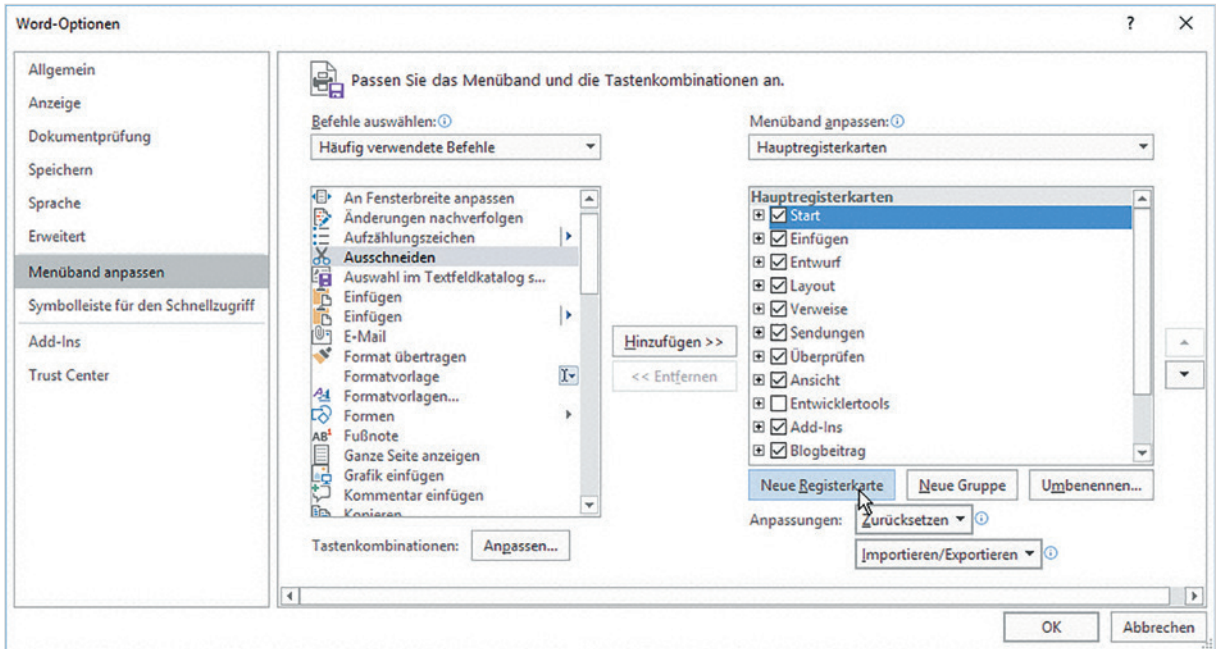 Word-Optionen
Allgemein
Anzeige
Dokumentprüfung
Speichern
Sprache
Erweitert
Menüband anpassen
Symbolleiste für den Schnellzugriff
Add-Ins
Trust Center
Passen Sie das Menüband und die Tastenkombinationen an.
Befehle auswählen:
Häufig verwendete Befehle
An Fensterbreite anpassen
Änderungen nachverfolgen
Aufzählungszeichen
Ausschneiden
Auswahl im Textfeldkatalog s...
Einfügen
Einfügen
E-Mail
Format übertragen
Formatvorlage
Formatvorlagen...
Formen
Fußnote
Ganze Seite anzeigen
Grafik einfügen
Kommentar einfügen
Kopieren
Tastenkombinationen: Anpassen...
Hinzufügen >>
<< Entfernen
Menüband anpassen:
Hauptregisterkarten
Hauptregisterkarten
Start
Einfügen
Entwurf
Layout
Verweise
Sendungen
Überprüfen
Ansicht
Entwicklertools
Add-Ins
Blogbeitrag
Neue Registerkarte Neue Gruppe Umbenennen...
Anpassungen: Zurücksetzen
Importieren/Exportieren
OK Abbrechen